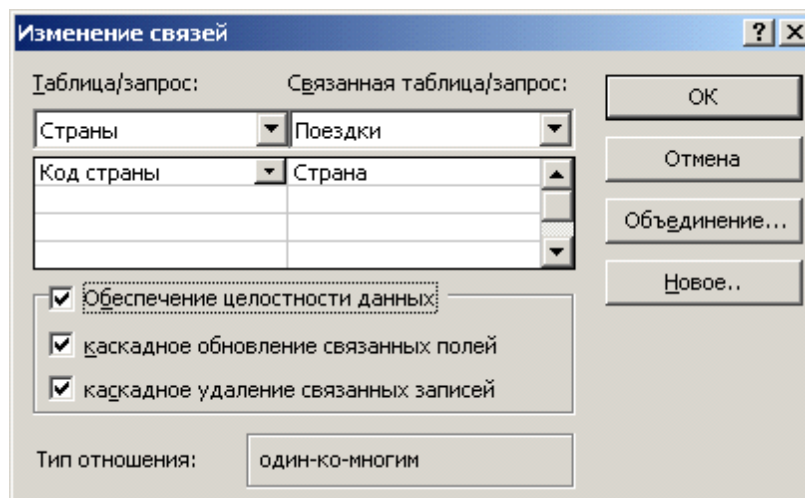 Изменение связей
Таблица/запрос: Связанная таблица/запрос:
Страны Поездки
Код страны Страна
Обеспечение целостности данных
каскадное обновление связанных полей
каскадное удаление связанных записей
Тип отношения: один-ко-многим
ОК
Отмена
Объединение...
Новое..